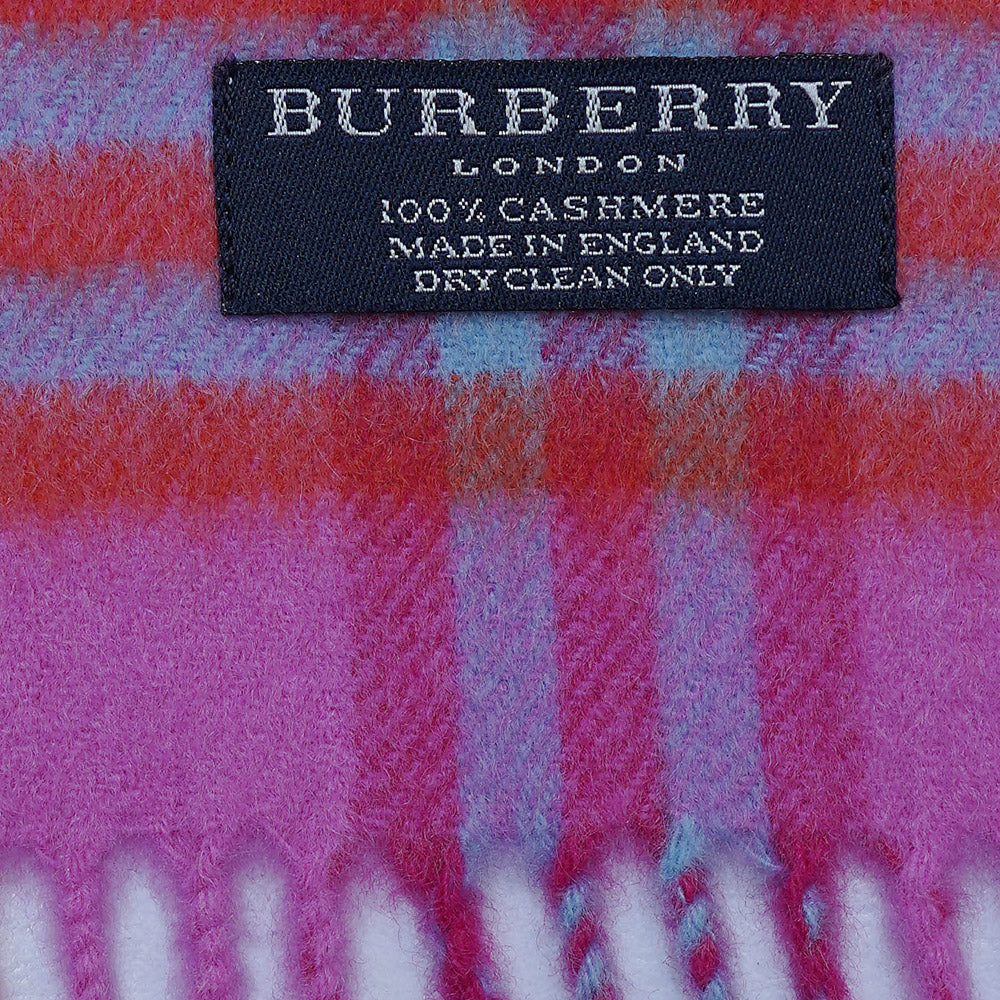 BURBERRY
LONDON
100% CASHMERE
MADE IN ENGLAND
DRY CLEAN ONLY